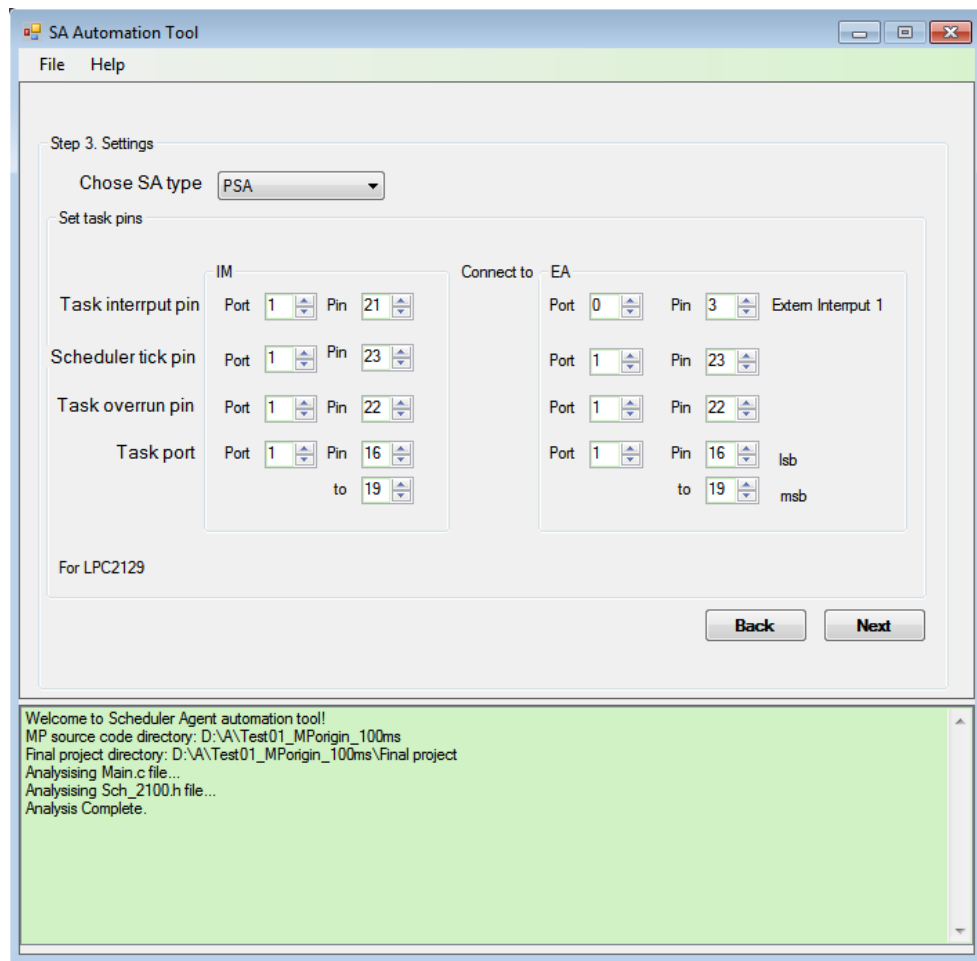 SA Automation Tool
File Help
Step 3. Settings
Chose SA type PSA
Set task pins
IM Connect to EA
Task interrput pin Port 1 Pin 21 Port 0 Pin 3 Extern Interrput 1
Scheduler tick pin Port 1 Pin 23 Port 1 Pin 23
Task overrun pin Port 1 Pin 22 Port 1 Pin 22
Task port Port 1 Pin 16 Port 1 Pin 16 lsb
to 19 to 19 msb
For LPC2129
Back Next
Welcome to Scheduler Agent automation tool!
MP source code directory: D:\A\Test01_MPorigin_100ms
Final project directory: D:\A\Test01_MPorigin_100ms\Final project
Analysising Main.c file...
Analysising Sch_2100.h file...
Analysis Complete.